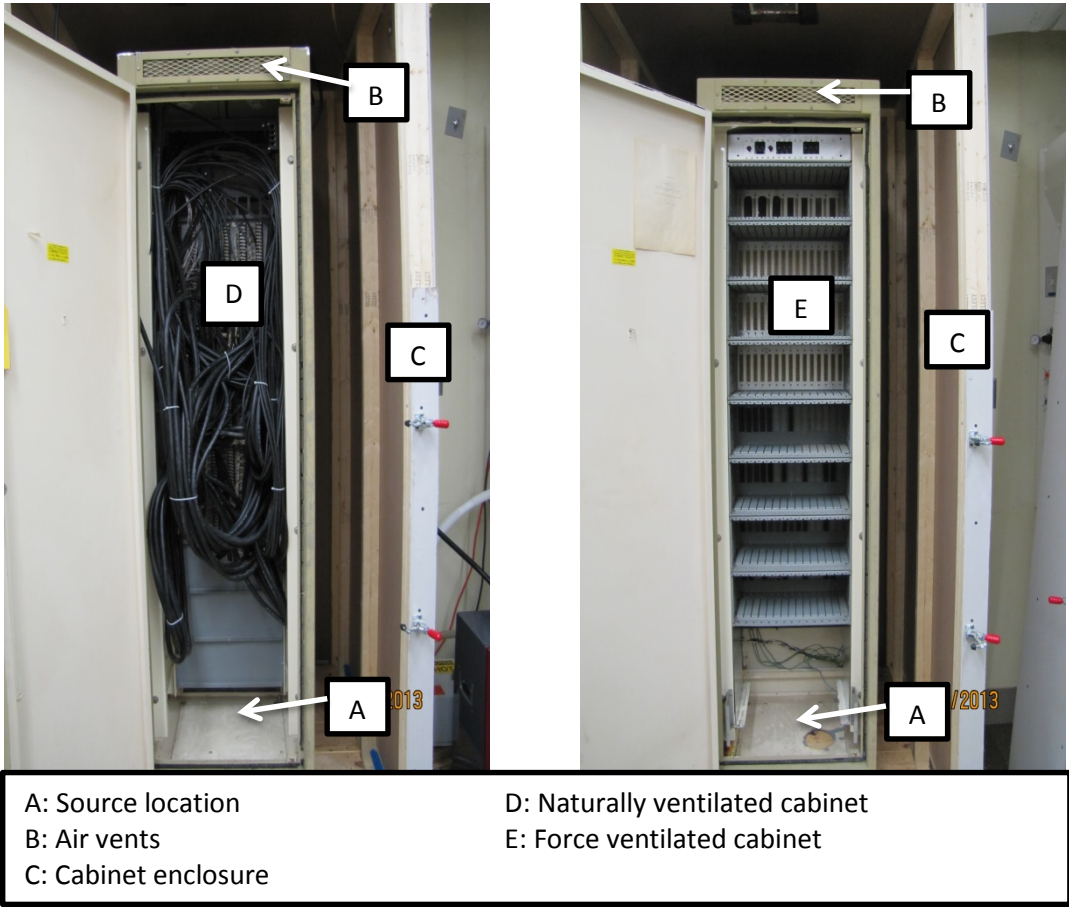 B
B
D
E
C
C
A
2013
A
/2013
A: Source location
D: Naturally ventilated cabinet
B: Air vents
E: Force ventilated cabinet
C: Cabinet enclosure